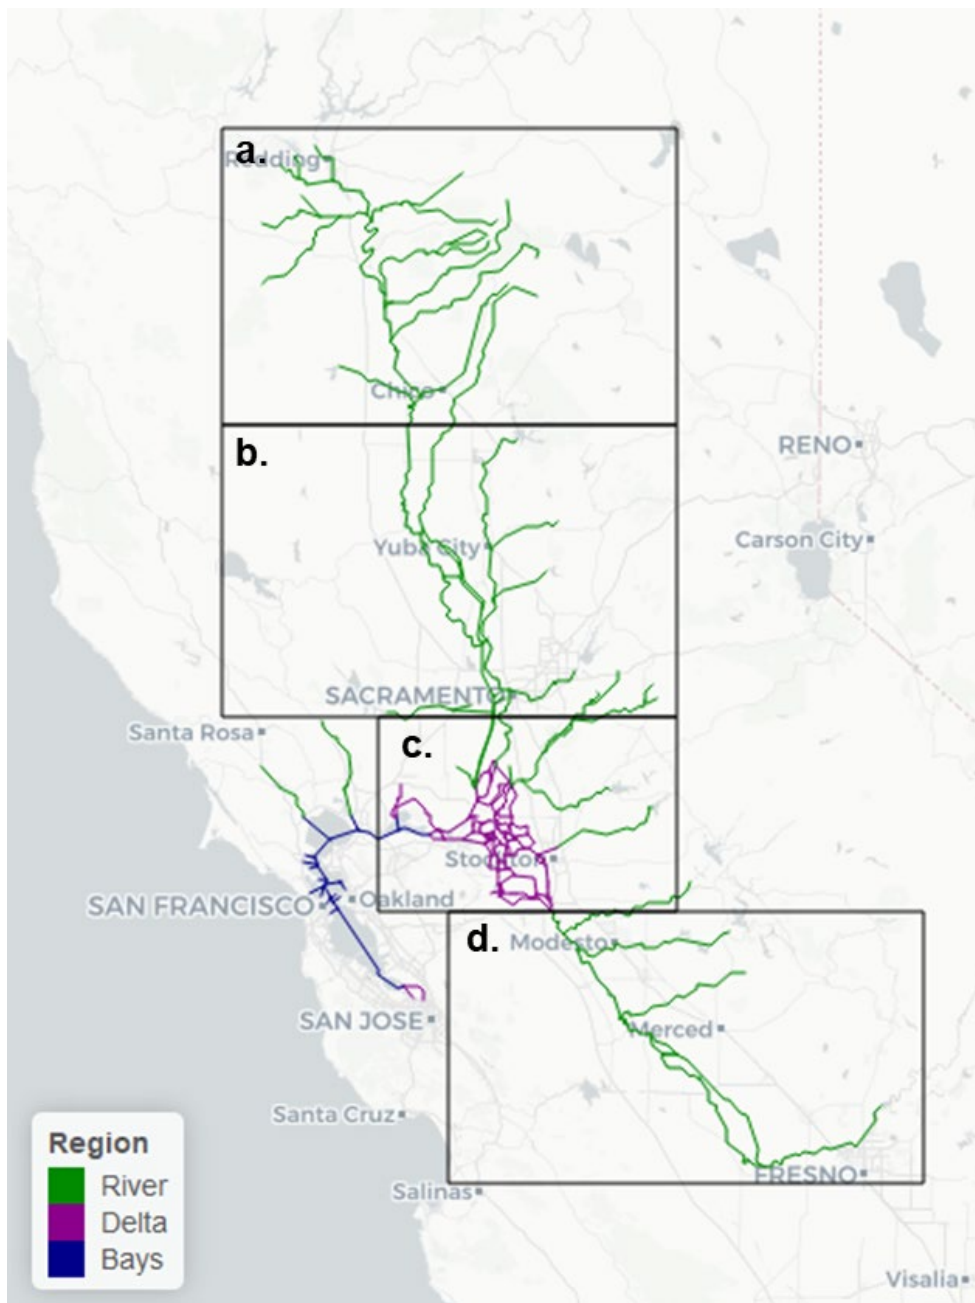 a.
Redding
Chico
b.
RENO
Carson City
Yuba City
SACRAMENTO
Santa Rosa
c.
Stockton
SAN FRANCISCO
Oakland
d.
Modesto
SAN JOSE
Merced
Santa Cruz
Region
River
Delta
Bays
FRESNO
Salinas
Visalia